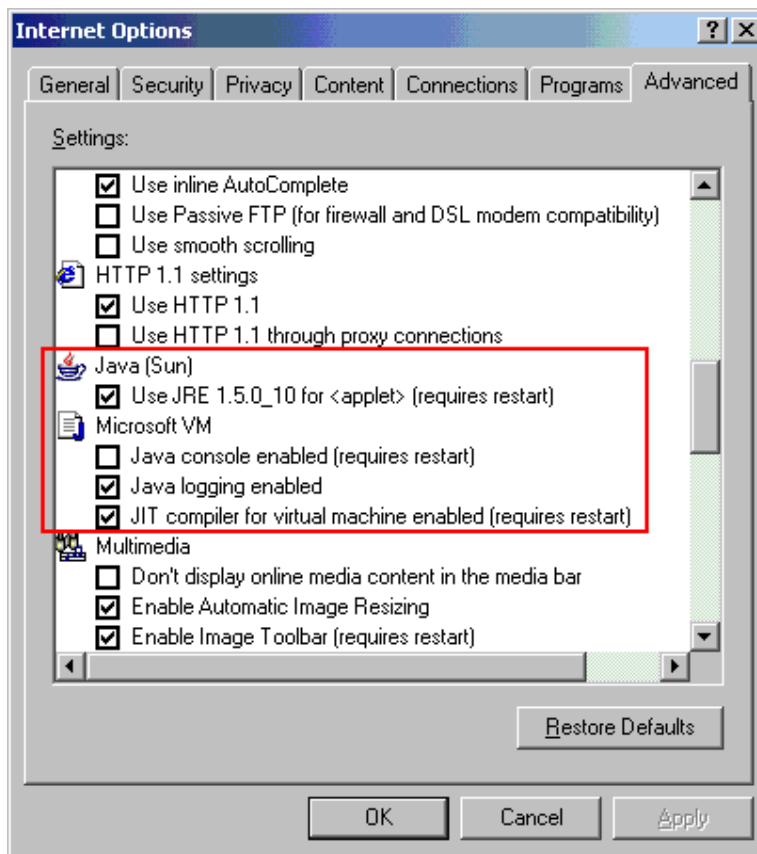 Internet Options
General Security Privacy Content Connections Programs Advanced
Settings:
Use inline AutoComplete
Use Passive FTP (for firewall and DSL modem compatibility)
Use smooth scrolling
HTTP 1.1 settings
Use HTTP 1.1
Use HTTP 1.1 through proxy connections
Java (Sun)
Use JRE 1.5.0_10 for <applet> (requires restart)
Microsoft VM
Java console enabled (requires restart)
Java logging enabled
JIT compiler for virtual machine enabled (requires restart)
Multimedia
Don't display online media content in the media bar
Enable Automatic Image Resizing
Enable Image Toolbar (requires restart)
Restore Defaults
OK Cancel Apply